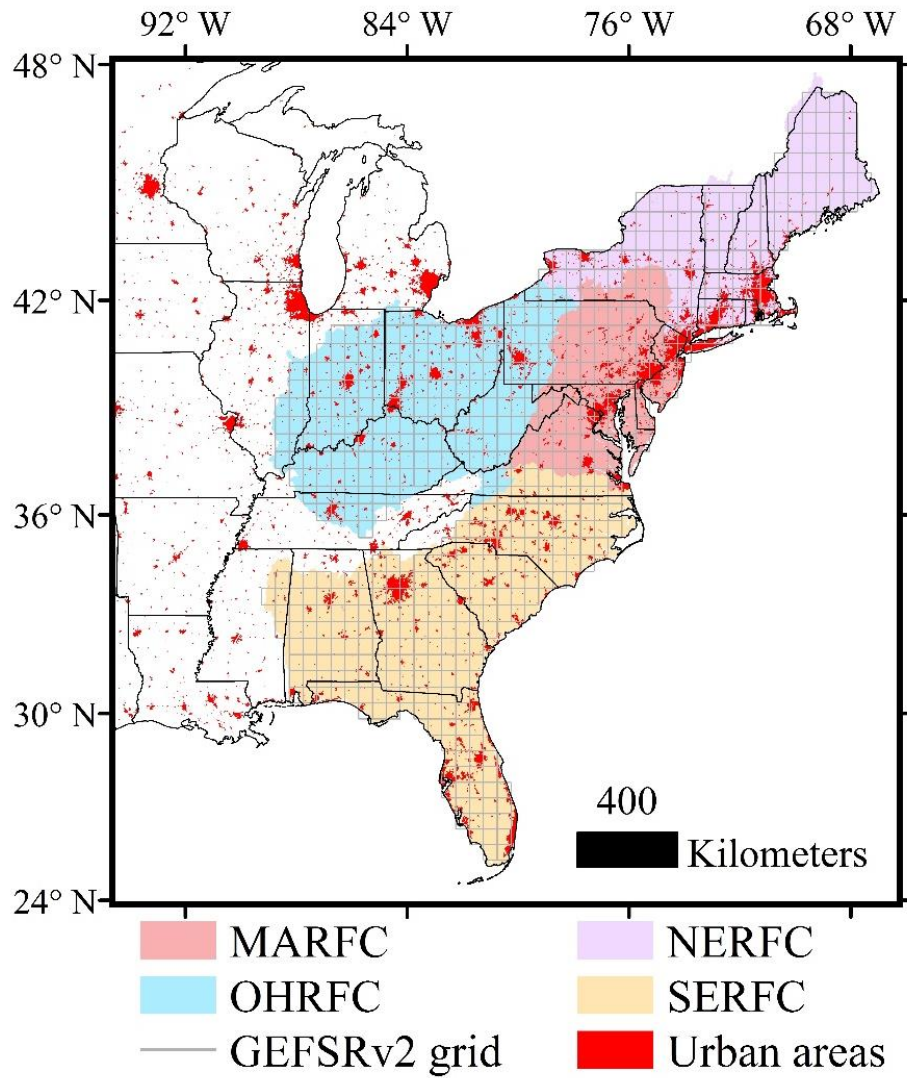 92° W 84° W 76° W 68° W
48° N
42° N
36° N
30° N
24° N
400
Kilometers
MARFC NERFC
OHRFC SERFC
GEFSRv2 grid Urban areas